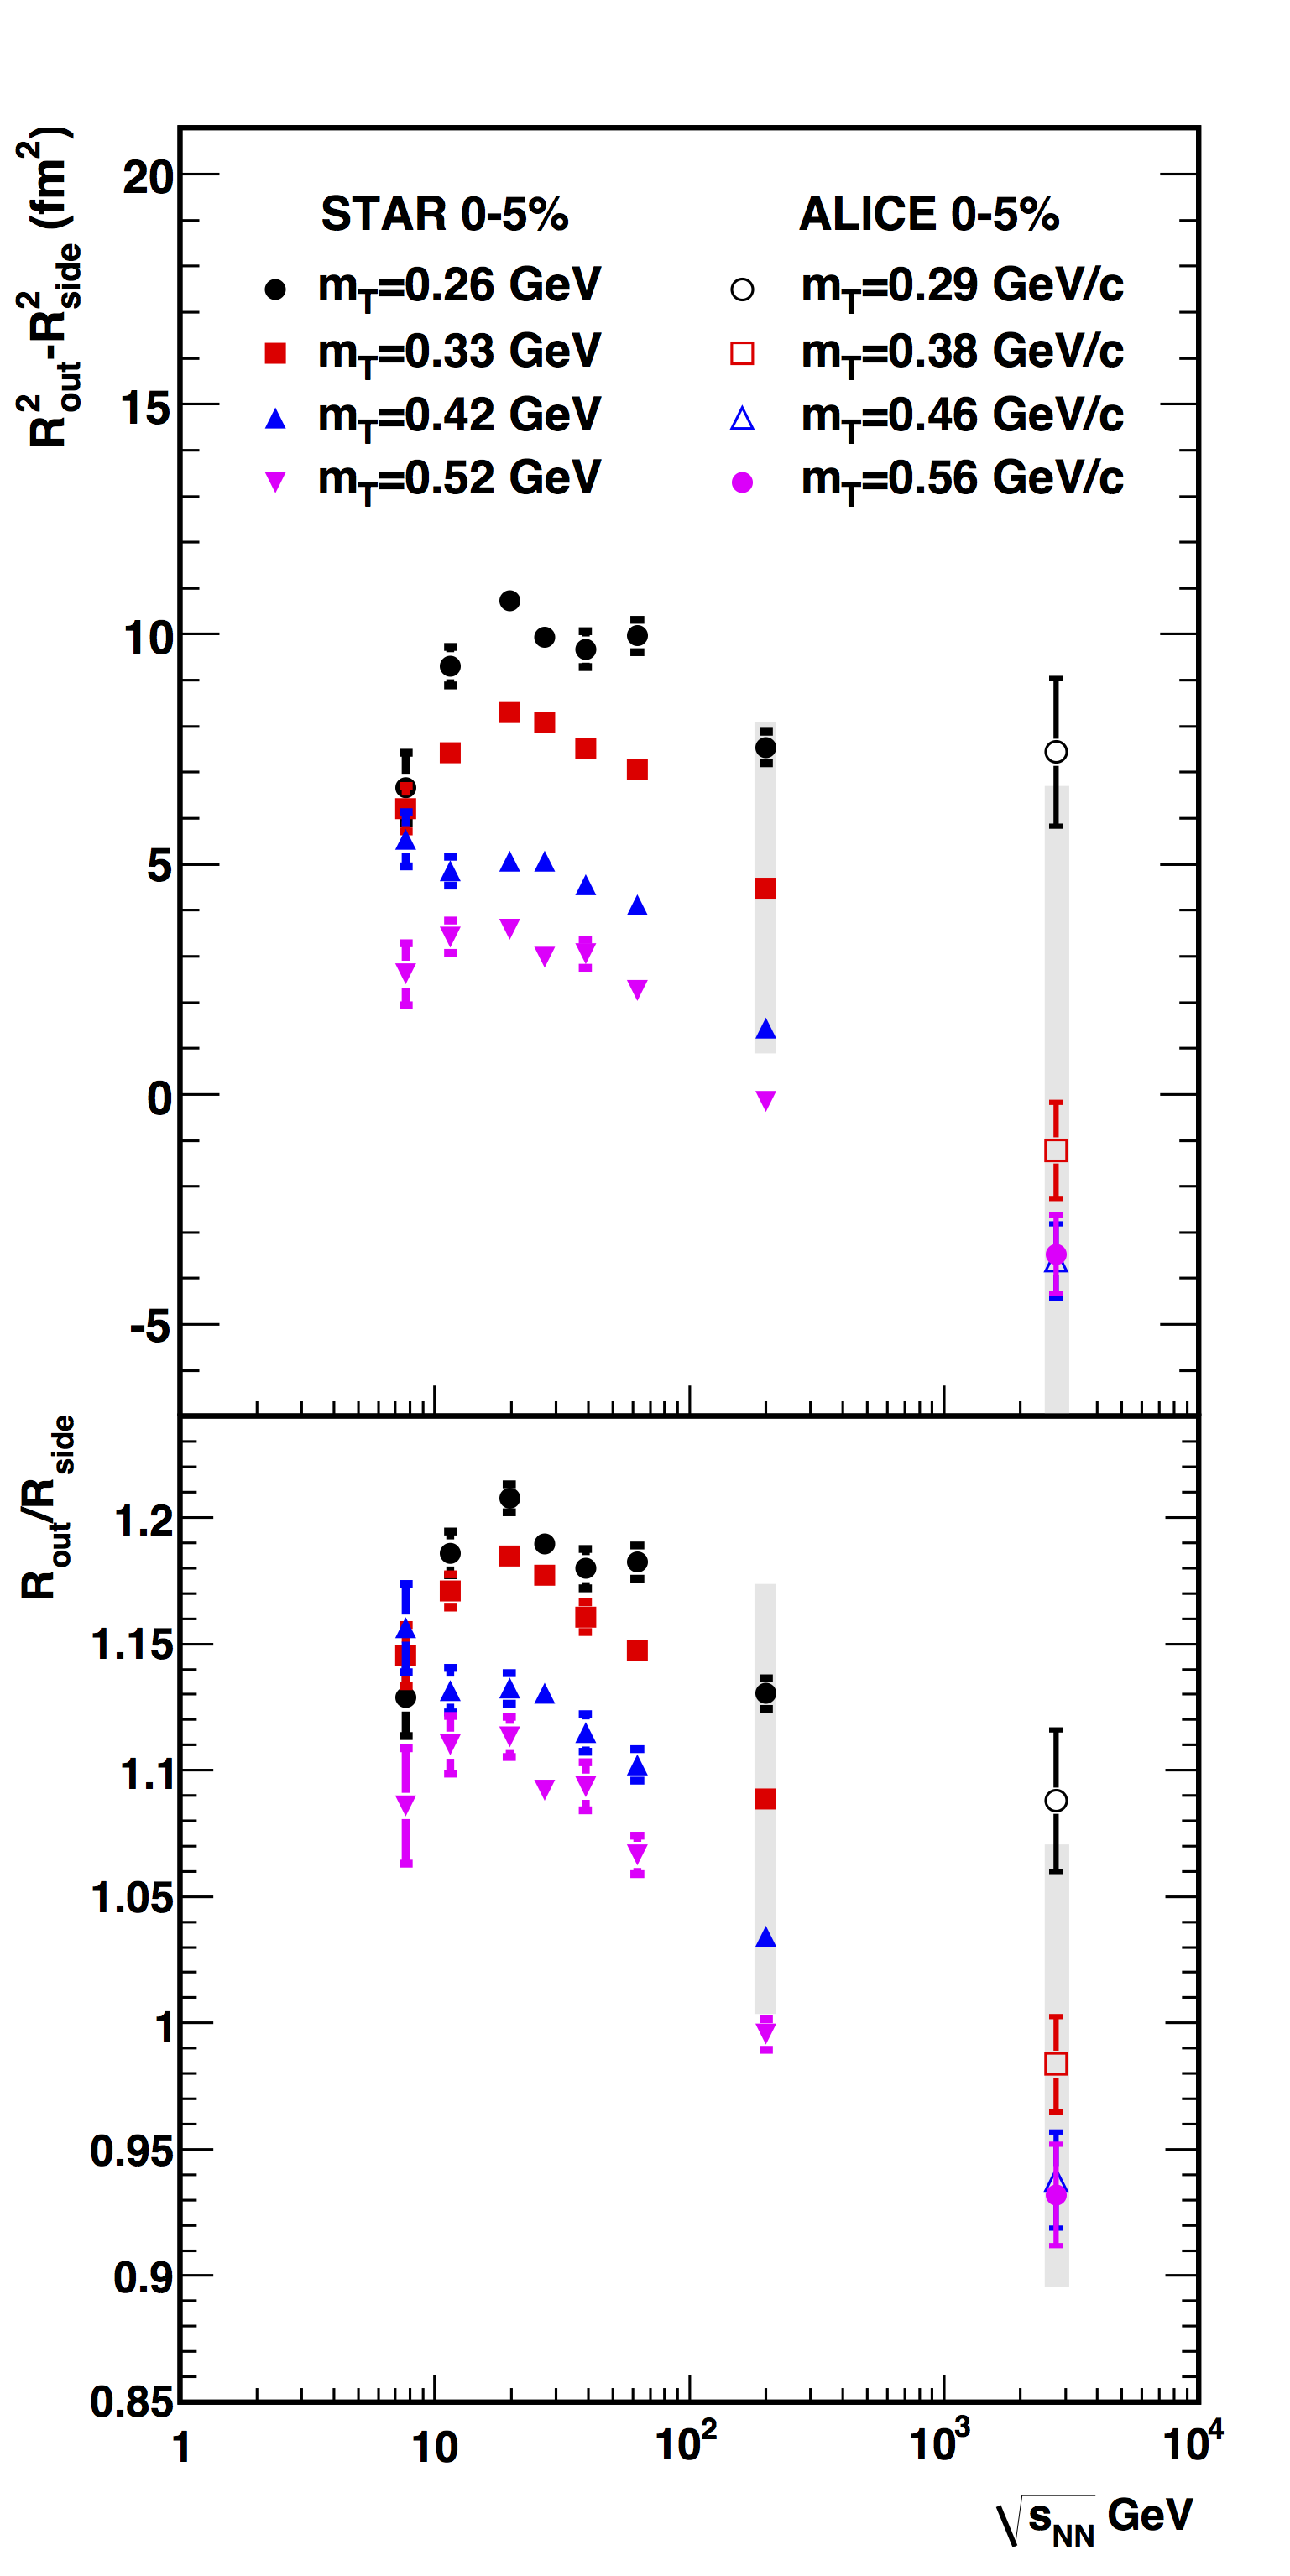 R²out-R²side (fm²)
20
15
10
5
0
-5
STAR 0-5%
mT=0.26 GeV
mT=0.33 GeV
mT=0.42 GeV
mT=0.52 GeV
ALICE 0-5%
mT=0.29 GeV/c
mT=0.38 GeV/c
mT=0.46 GeV/c
mT=0.56 GeV/c
Rout/Rside
1.2
1.15
1.1
1.05
1
0.95
0.9
0.85
1 10 10² 10³ 10⁴
√sNN GeV